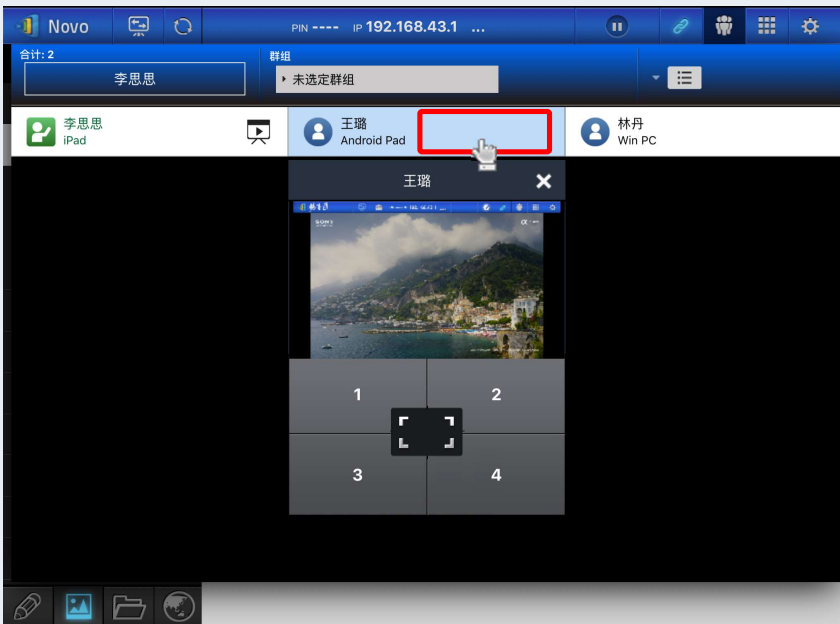 Novo
PIN ---- IP 192.168.43.1 ...
合计: 2
群组
李思思
未选定群组
李思思
iPad
王璐
Android Pad
林丹
Win PC
王璐
SONY
α
1
2
3
4